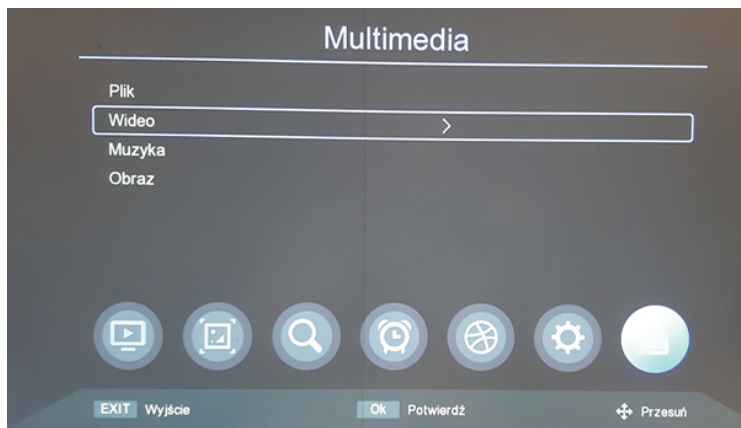 Multimedia
Plik
Wideo
Muzyka
Obraz
EXIT Wyjście Ok Potwierdź Przesuń